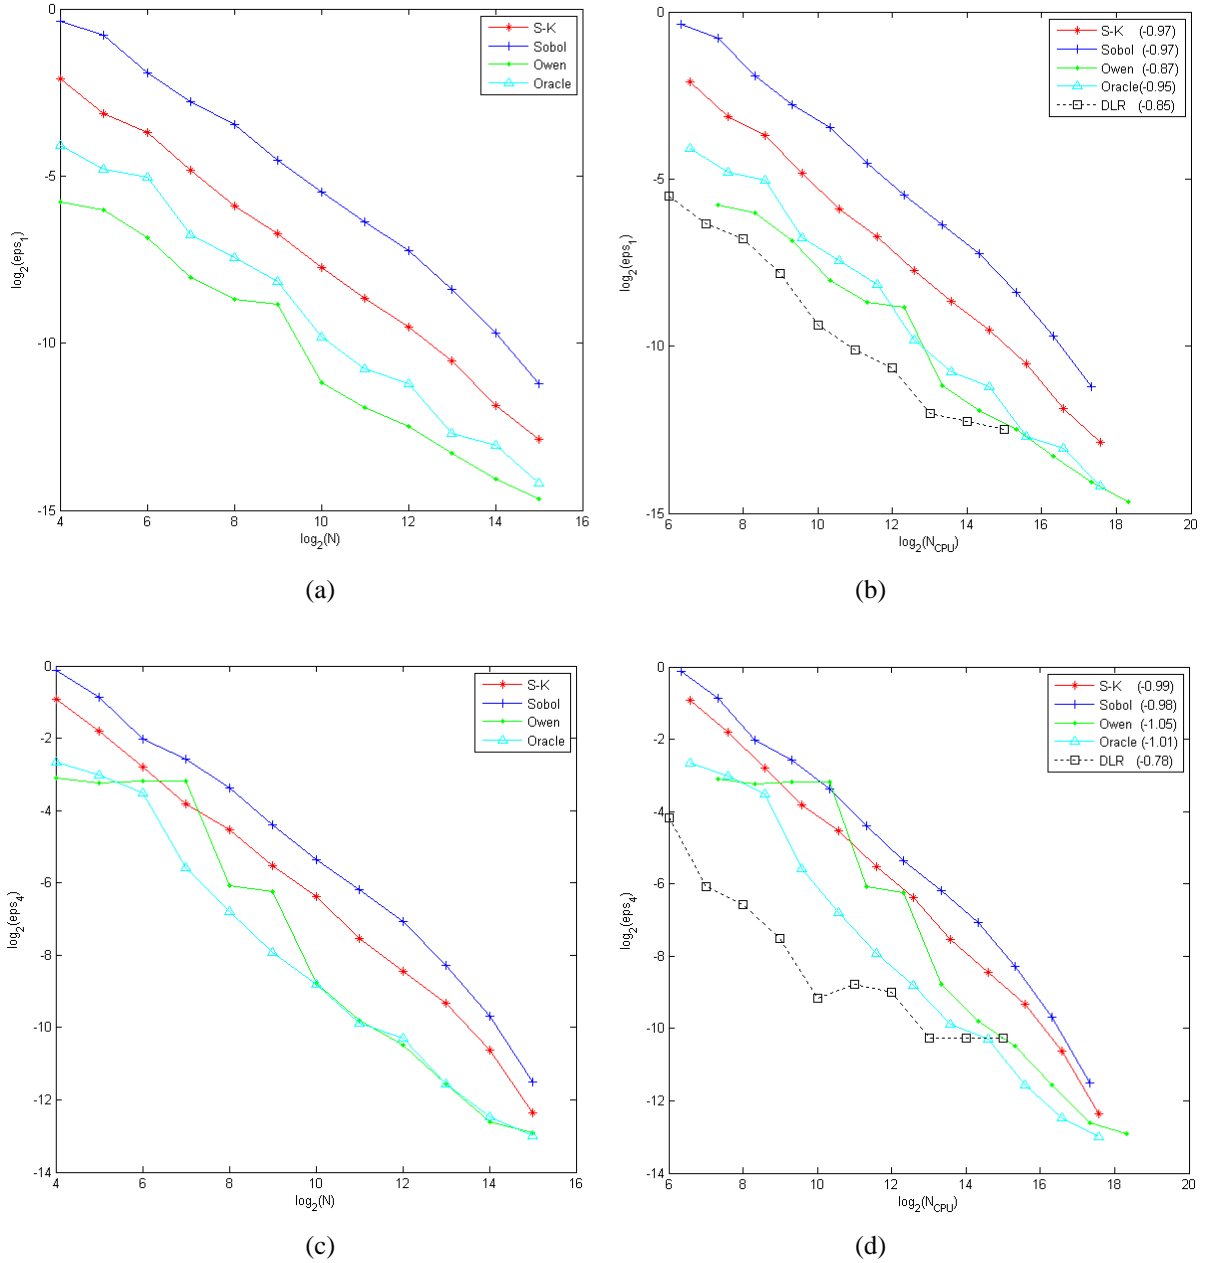 0
-5
-10
-15
4
6
8
10
12
14
16
log2(eps1)
log2(N)
S-K
Sobol
Owen
Oracle
(a)
0
-5
-10
-15
6
8
10
12
14
16
18
20
log2(eps1)
log2(NCPU)
S-K (-0.97)
Sobol (-0.97)
Owen (-0.87)
Oracle(-0.95)
DLR (-0.85)
(b)
0
-2
-4
-6
-8
-10
-12
-14
4
6
8
10
12
14
16
log2(eps4)
log2(N)
S-K
Sobol
Owen
Oracle
(c)
0
-2
-4
-6
-8
-10
-12
-14
6
8
10
12
14
16
18
20
log2(eps4)
log2(NCPU)
S-K (-0.99)
Sobol (-0.98)
Owen (-1.05)
Oracle (-1.01)
DLR (-0.78)
(d)